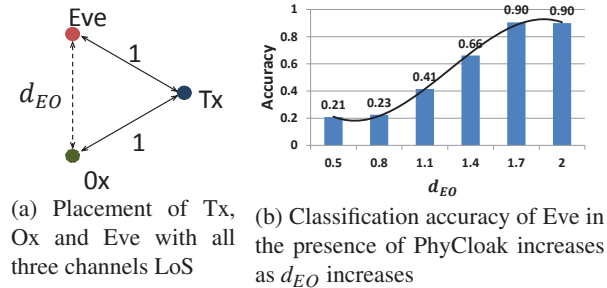 Eve
1
d_EO
Tx
1
Ox
(a) Placement of Tx,
Ox and Eve with all
three channels LoS
1
0.8
0.6
0.4
0.2
0
Accuracy
0.21
0.23
0.41
0.66
0.90
0.90
0.5 0.8 1.1 1.4 1.7 2
d_EO
(b) Classification accuracy of Eve in
the presence of PhyCloak increases
as d_EO increases